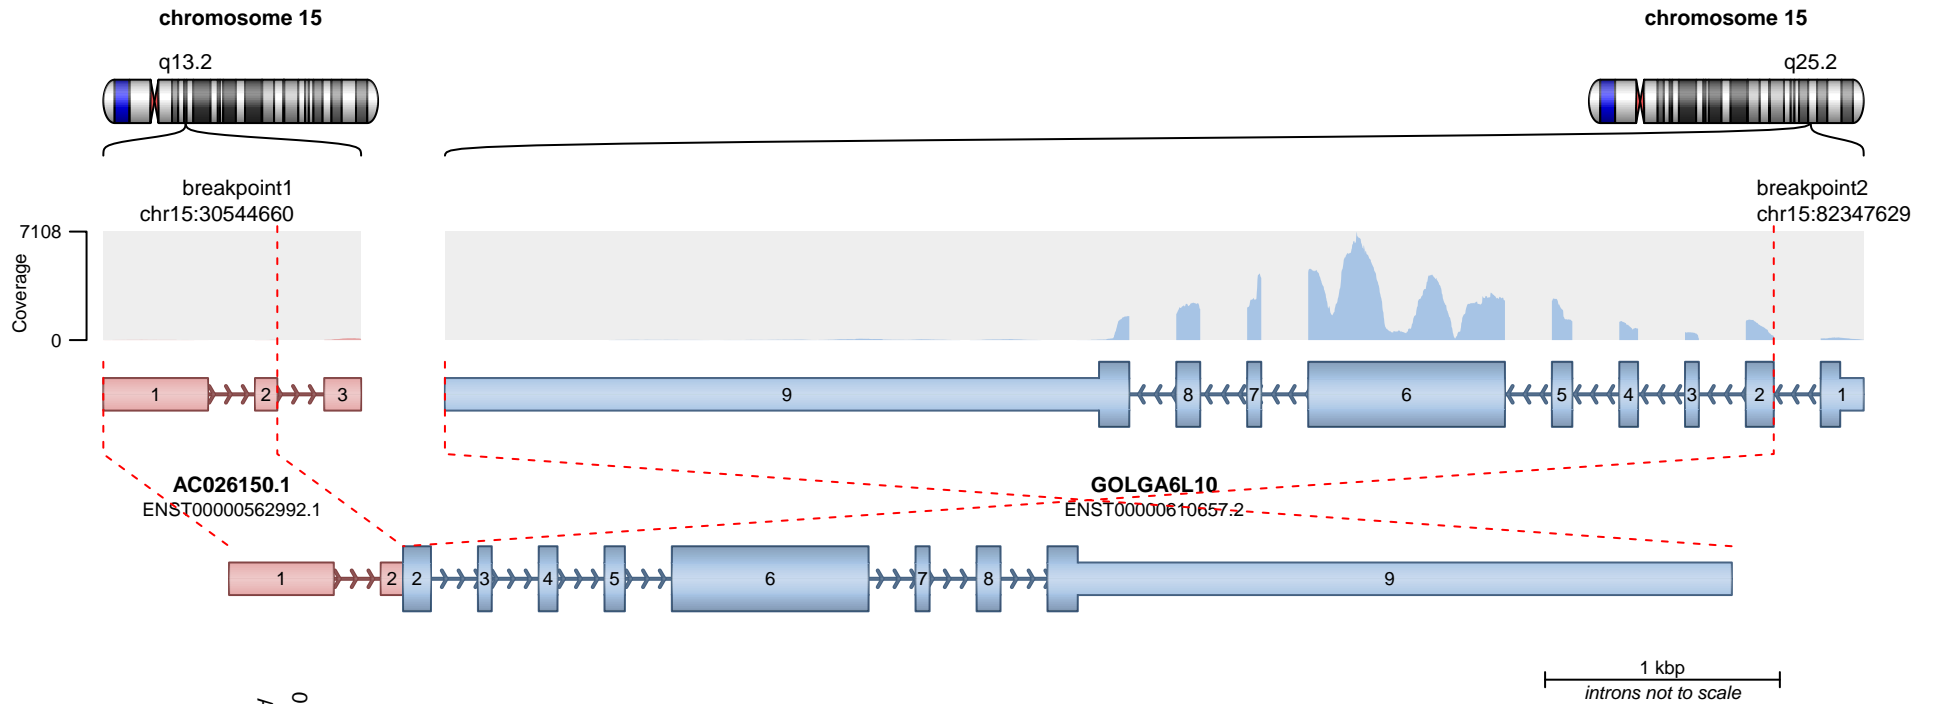 chromosome 15
chromosome 15
q13.2
q25.2
breakpoint1
chr15:30544660
breakpoint2
chr15:82347629
7108
Coverage
0
1
2
3
9
8
7
6
5
4
3
2
1
AC026150.1
ENST00000562992.1
GOLGA6L10
ENST00000610657.2
1
2
2
3
4
5
6
7
8
9
1 kbp
introns not to scale
0